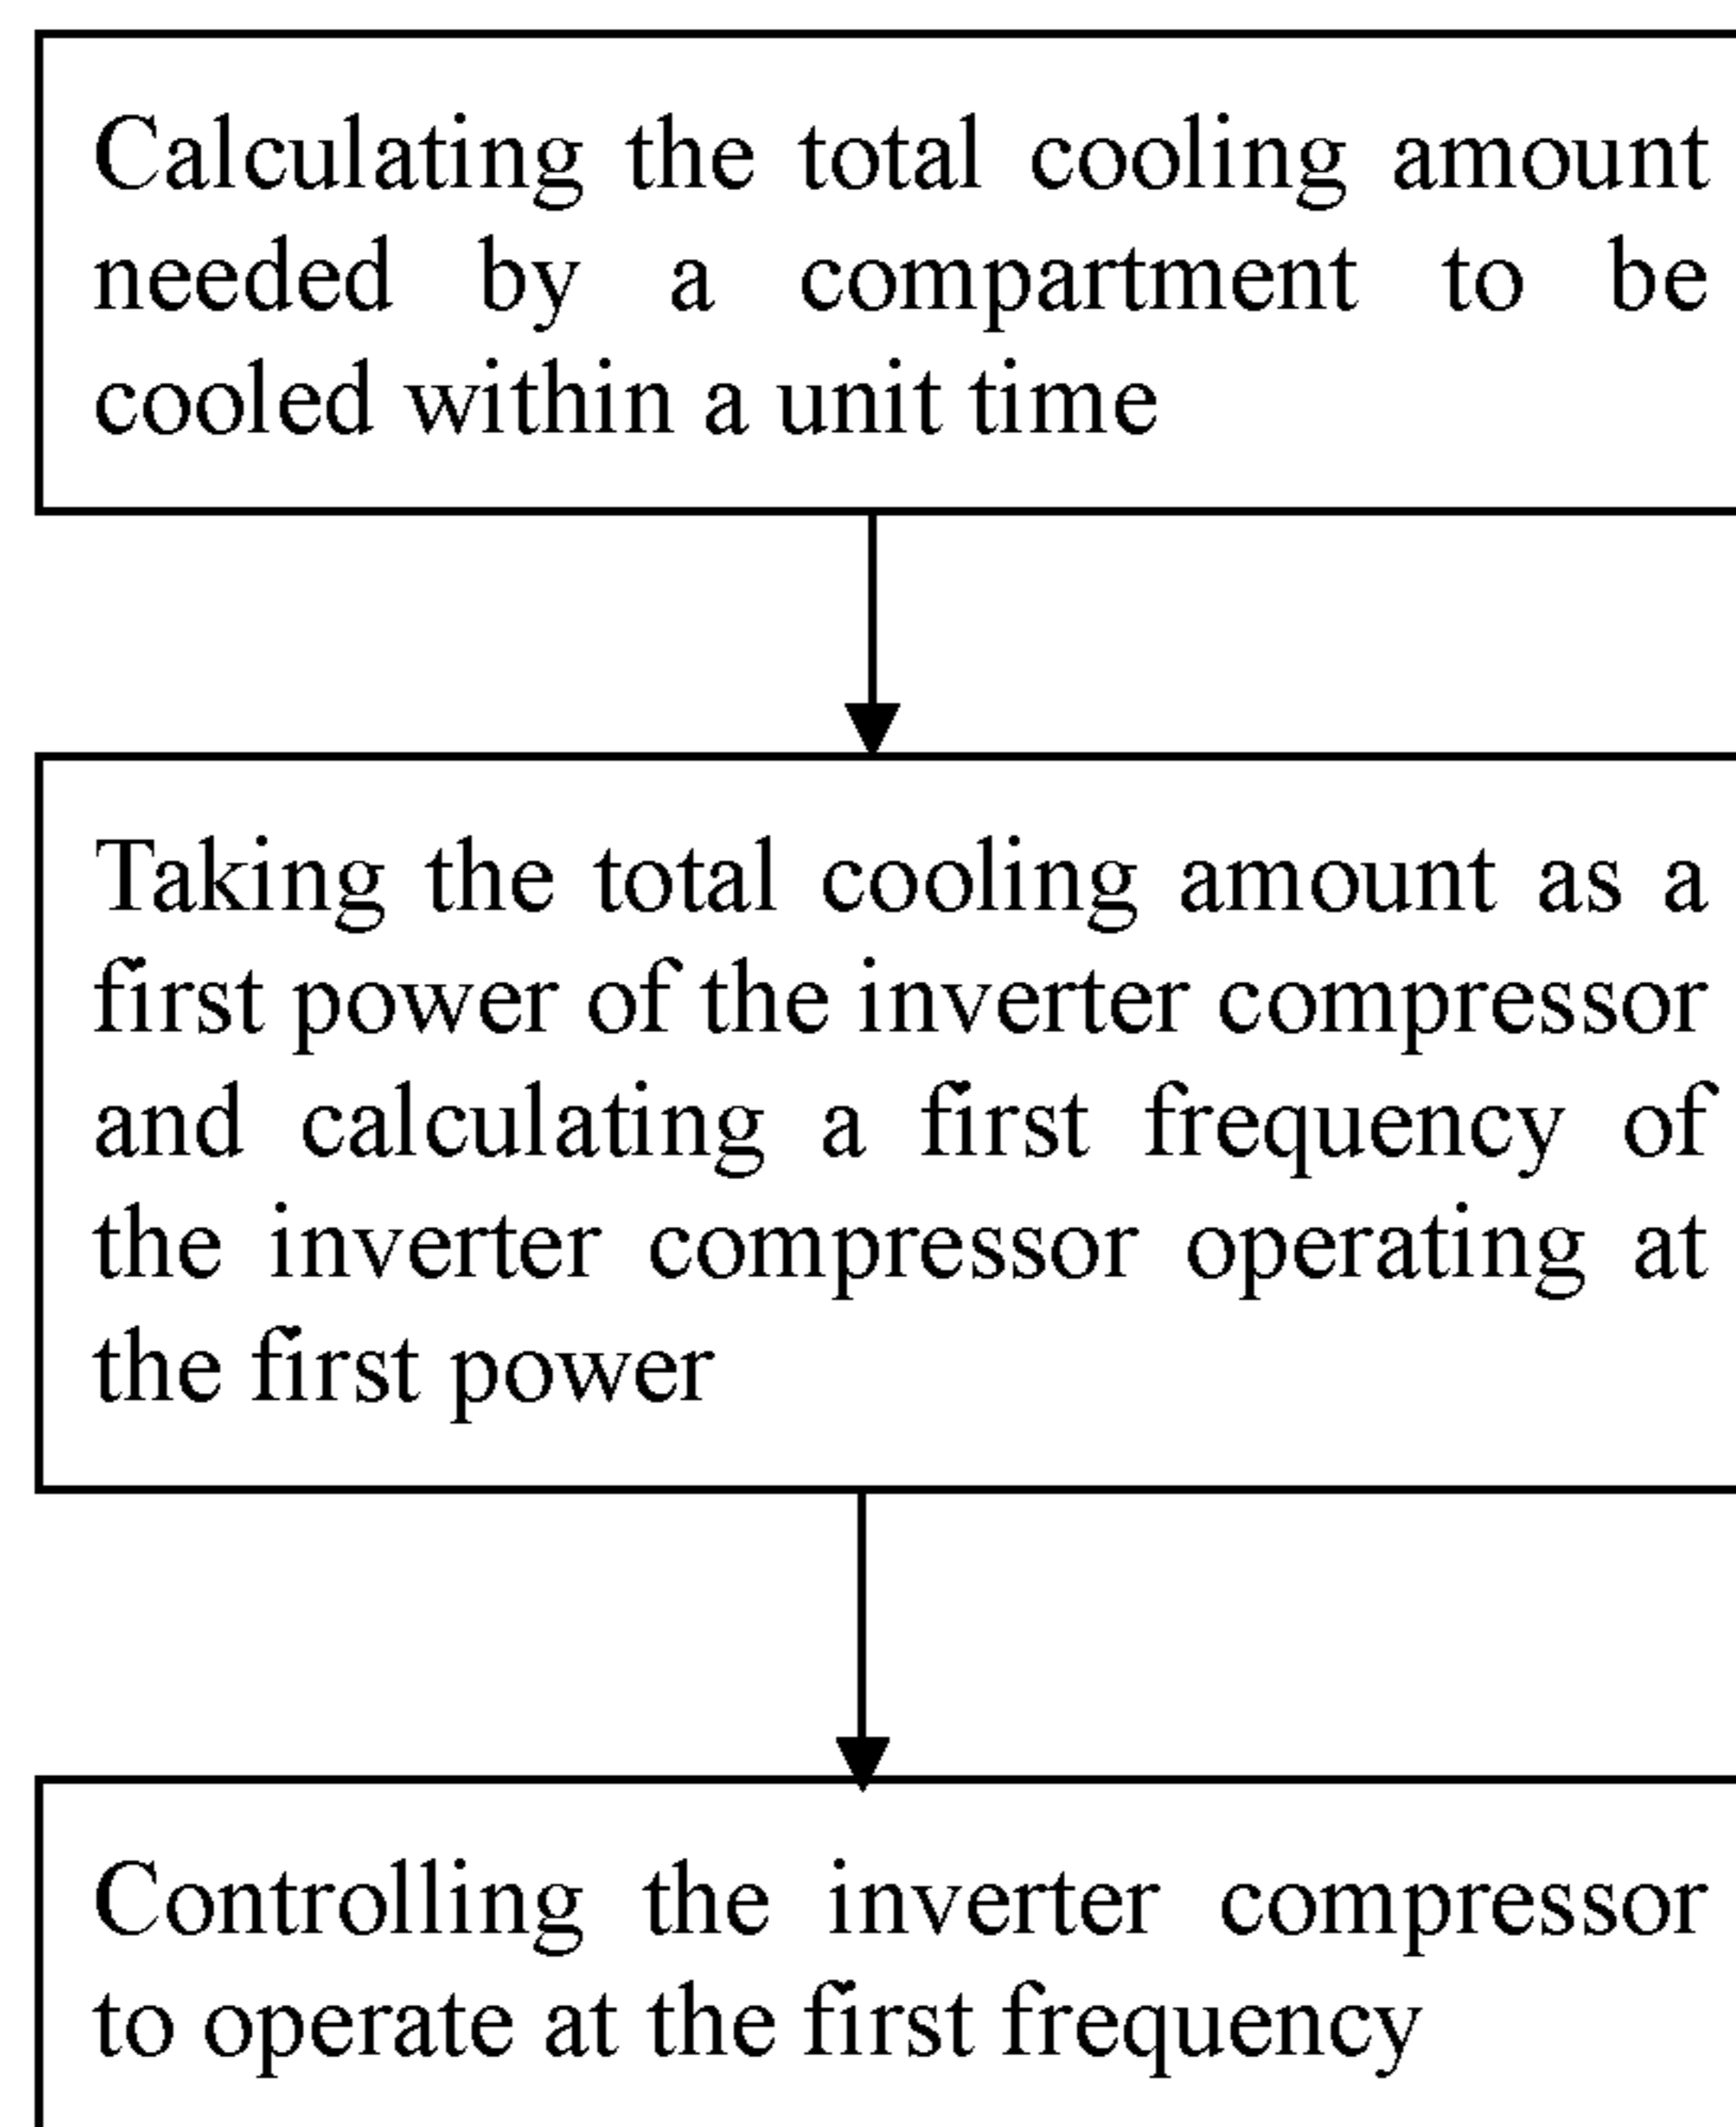 Calculating the total cooling amount
needed by a compartment to be
cooled within a unit time
Taking the total cooling amount as a
first power of the inverter compressor
and calculating a first frequency of
the inverter compressor operating at
the first power
Controlling the inverter compressor
to operate at the first frequency